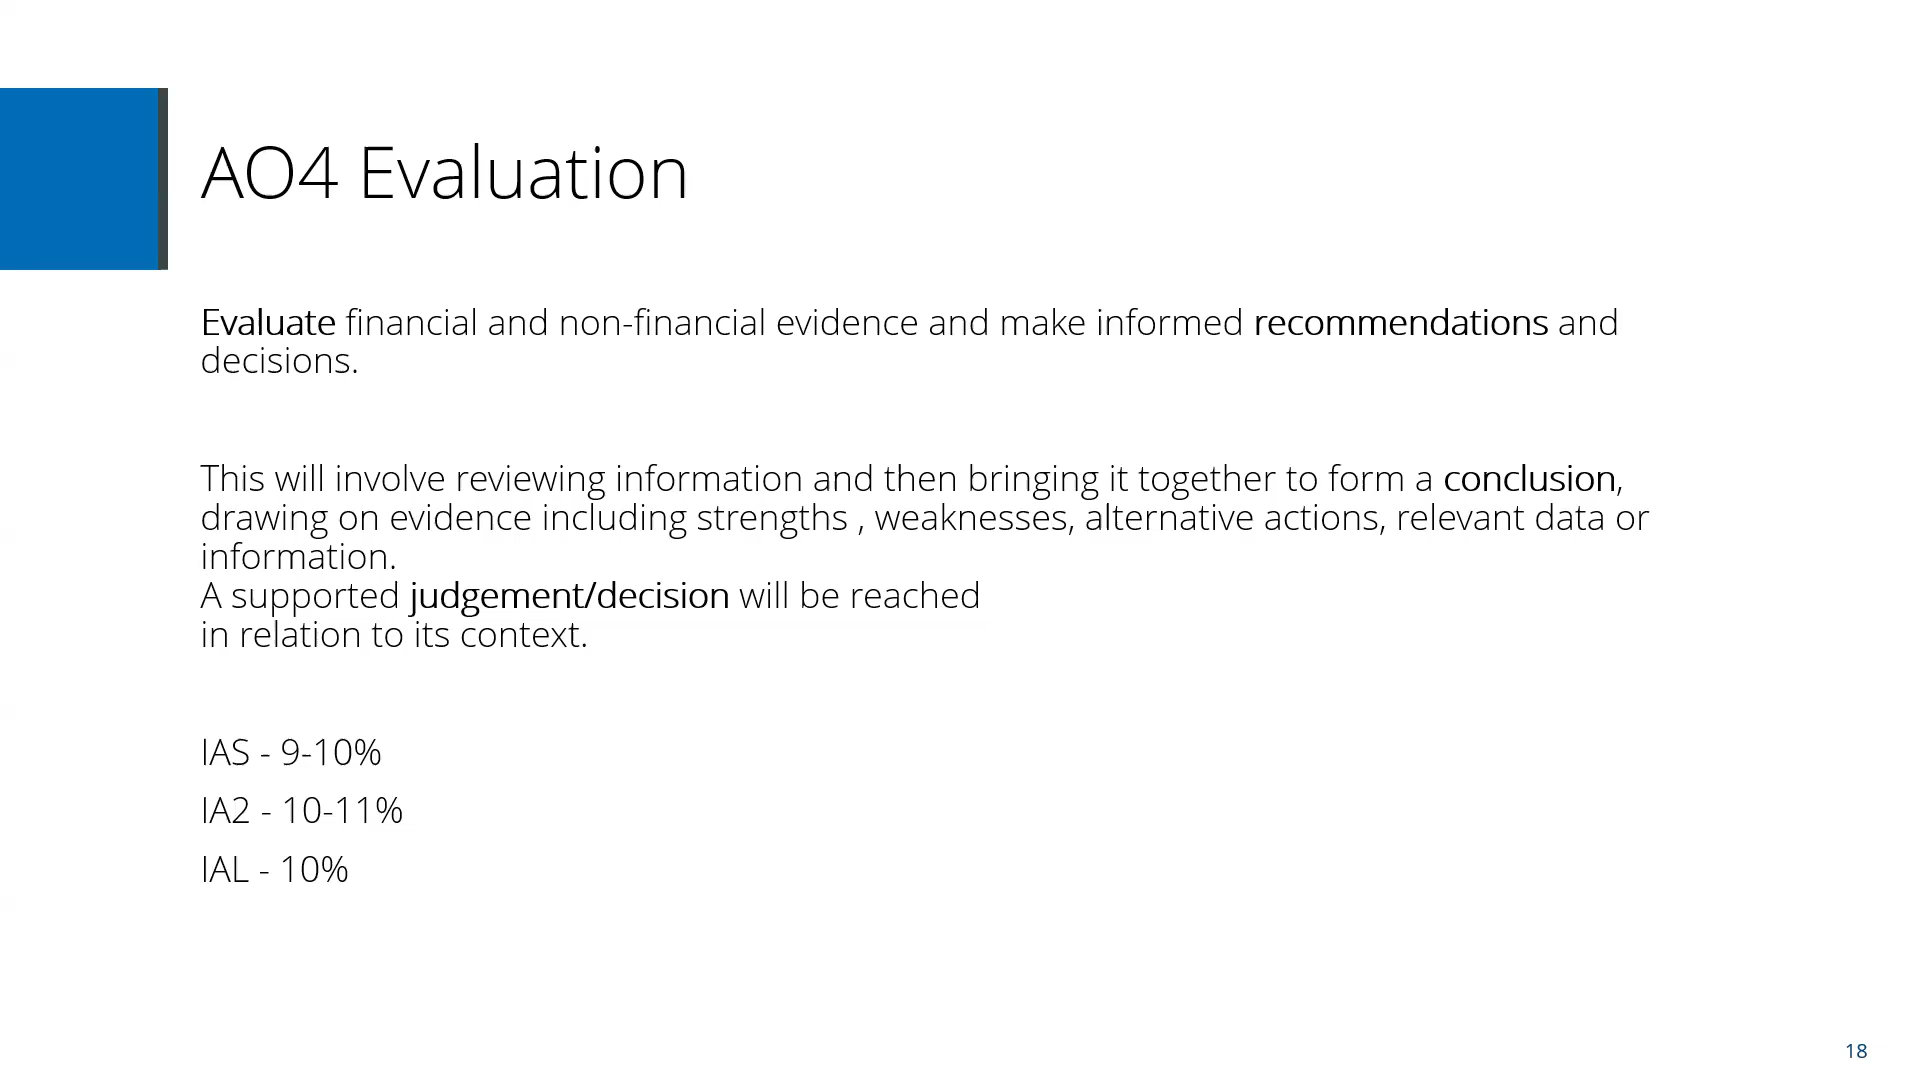 AO4 Evaluation
Evaluate financial and non-financial evidence and make informed recommendations and
decisions.
This will involve reviewing information and then bringing it together to form a conclusion,
drawing on evidence including strengths , weaknesses, alternative actions, relevant data or
information.
A supported judgement/decision will be reached
in relation to its context.
IAS - 9-10%
IA2 - 10-11%
IAL - 10%
18